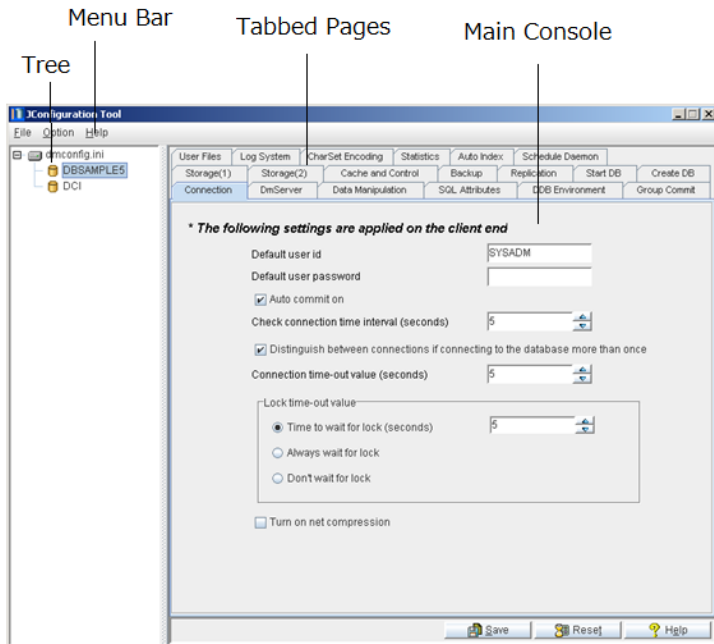 Menu Bar
Tabbed Pages
Main Console
Tree
JConfiguration Tool
File Option Help
dmconfig.ini
DBSAMPLE5
DCI
User Files Log System CharSet Encoding Statistics Auto Index Schedule Daemon
Storage(1) Storage(2) Cache and Control Backup Replication Start DB Create DB
Connection DmServer Data Manipulation SQL Attributes DDB Environment Group Commit
* The following settings are applied on the client end
Default user id SYSADM
Default user password
Auto commit on
Check connection time interval (seconds) 5
Distinguish between connections if connecting to the database more than once
Connection time-out value (seconds) 5
Lock time-out value
Time to wait for lock (seconds) 5
Always wait for lock
Don't wait for lock
Turn on net compression
Save Reset Help